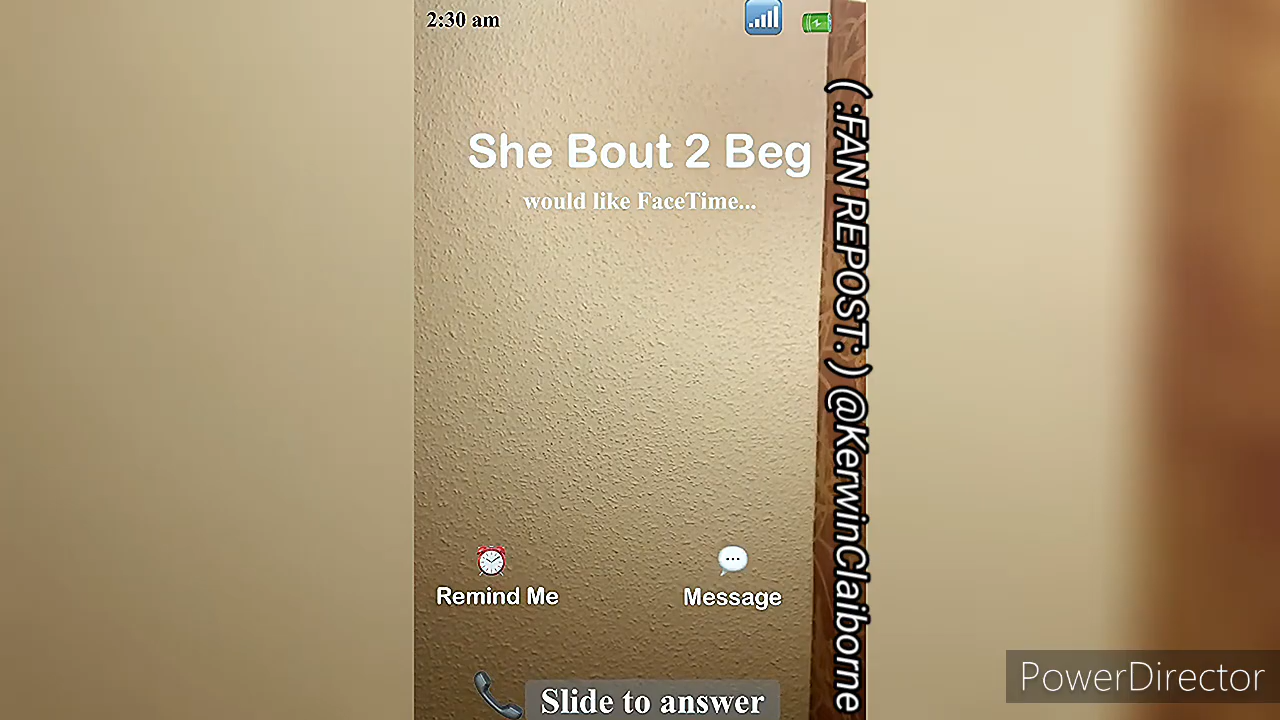 2:30 am
She Bout 2 Beg
would like FaceTime...
Remind Me
Message
Slide to answer
( :FAN REPOST: ) @KerwinClaiborne
PowerDirector